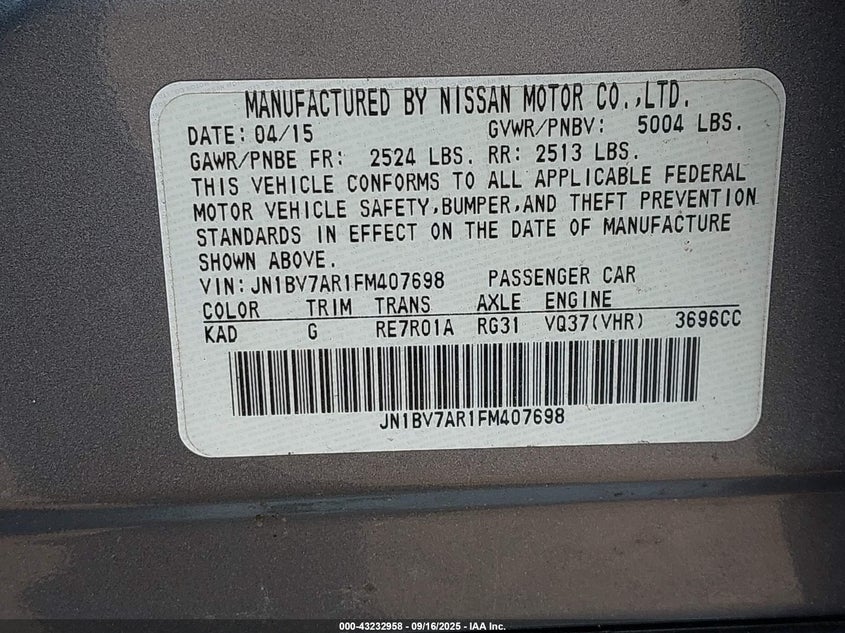 MANUFACTURED BY NISSAN MOTOR CO.,LTD.
DATE: 04/15 GVWR/PNBV: 5004 LBS.
GAWR/PNBE FR: 2524 LBS. RR: 2513 LBS.
THIS VEHICLE CONFORMS TO ALL APPLICABLE FEDERAL
MOTOR VEHICLE SAFETY,BUMPER,AND THEFT PREVENTION
STANDARDS IN EFFECT ON THE DATE OF MANUFACTURE
SHOWN ABOVE.
VIN: JN1BV7AR1FM407698 PASSENGER CAR
COLOR TRIM TRANS AXLE ENGINE
KAD G RE7R01A RG31 VQ37(VHR) 3696CC
JN1BV7AR1FM407698
000-43232958 - 09/16/2025 - IAA Inc.